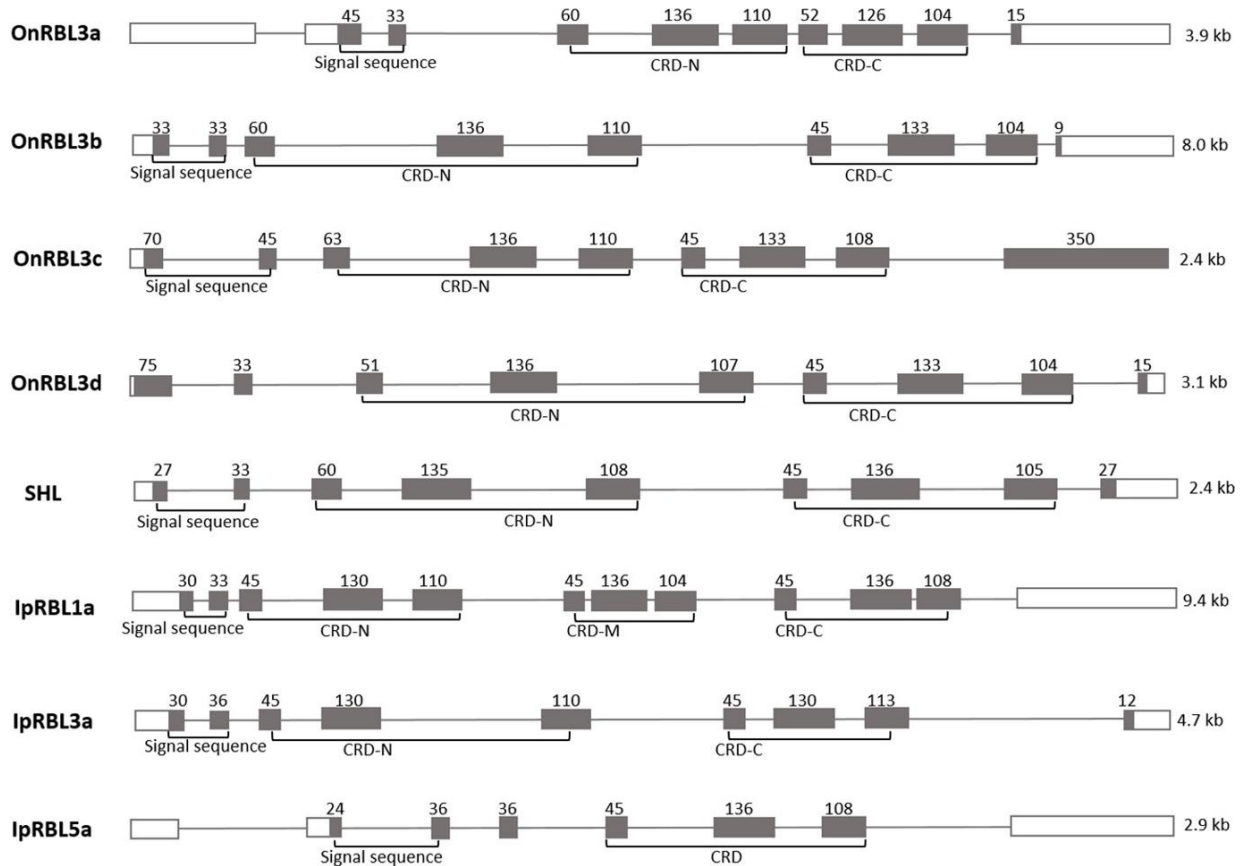 45 33 60 136 110 52 126 104 15
OnRBL3a 3.9 kb
Signal sequence CRD-N CRD-C
33 33 60 136 110 45 133 104 9
OnRBL3b 8.0 kb
Signal sequence CRD-N CRD-C
70 45 63 136 110 45 133 108 350
OnRBL3c 2.4 kb
Signal sequence CRD-N CRD-C
75 33 51 136 107 45 133 104 15
OnRBL3d 3.1 kb
CRD-N CRD-C
27 33 60 135 108 45 136 105 27
SHL 2.4 kb
Signal sequence CRD-N CRD-C
30 33 45 130 110 45 136 104 45 136 108
IpRBL1a 9.4 kb
Signal sequence CRD-N CRD-M CRD-C
30 36 45 130 110 45 130 113 12
IpRBL3a 4.7 kb
Signal sequence CRD-N CRD-C
24 36 36 45 136 108
IpRBL5a 2.9 kb
Signal sequence CRD